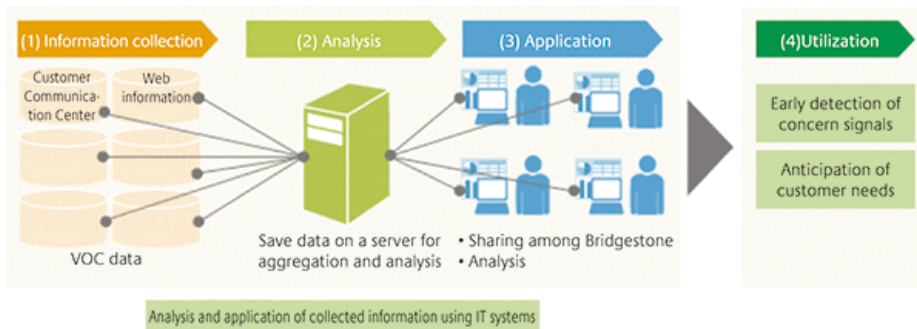 (1) Information collection
(2) Analysis
(3) Application
(4)Utilization
Customer
Communica-
tion Center
Web
information
VOC data
Save data on a server for
aggregation and analysis
• Sharing among Bridgestone
• Analysis
Early detection of
concern signals
Anticipation of
customer needs
Analysis and application of collected information using IT systems